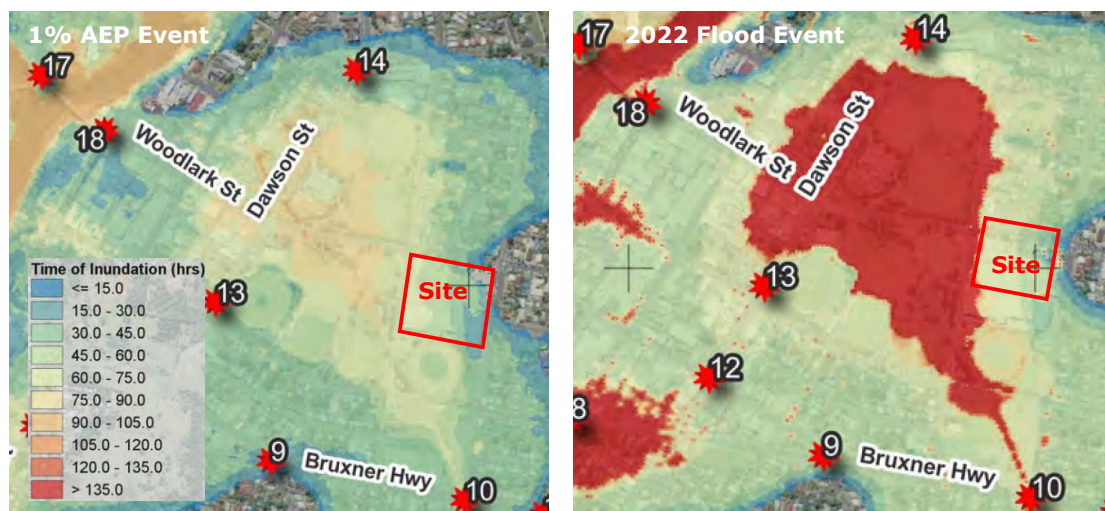 1% AEP Event
17
14
18
Woodlark St
Dawson St
13
Site
Time of Inundation (hrs)
<= 15.0
15.0 - 30.0
30.0 - 45.0
45.0 - 60.0
60.0 - 75.0
75.0 - 90.0
90.0 - 105.0
105.0 - 120.0
120.0 - 135.0
> 135.0
9
Bruxner Hwy
10
2022 Flood Event
17
14
18
Woodlark St
Dawson St
13
Site
12
8
9
Bruxner Hwy
10